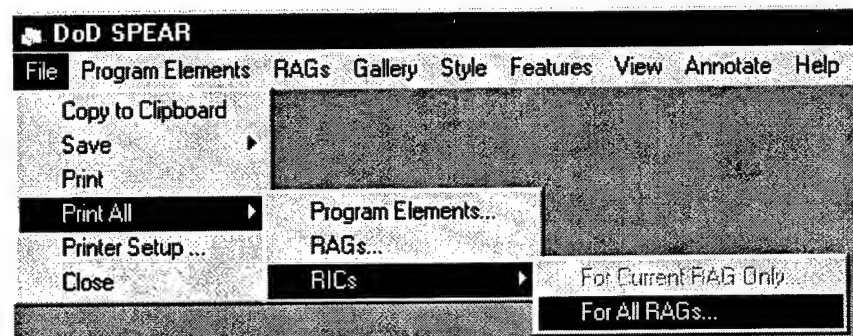 DoD SPEAR
File Program Elements RAGs Gallery Style Features View Annotate Help
Copy to Clipboard
Save
Print
Print All
Printer Setup ...
Close
Program Elements...
RAGs...
RICs
For Current RAG Only...
For All RAGs...